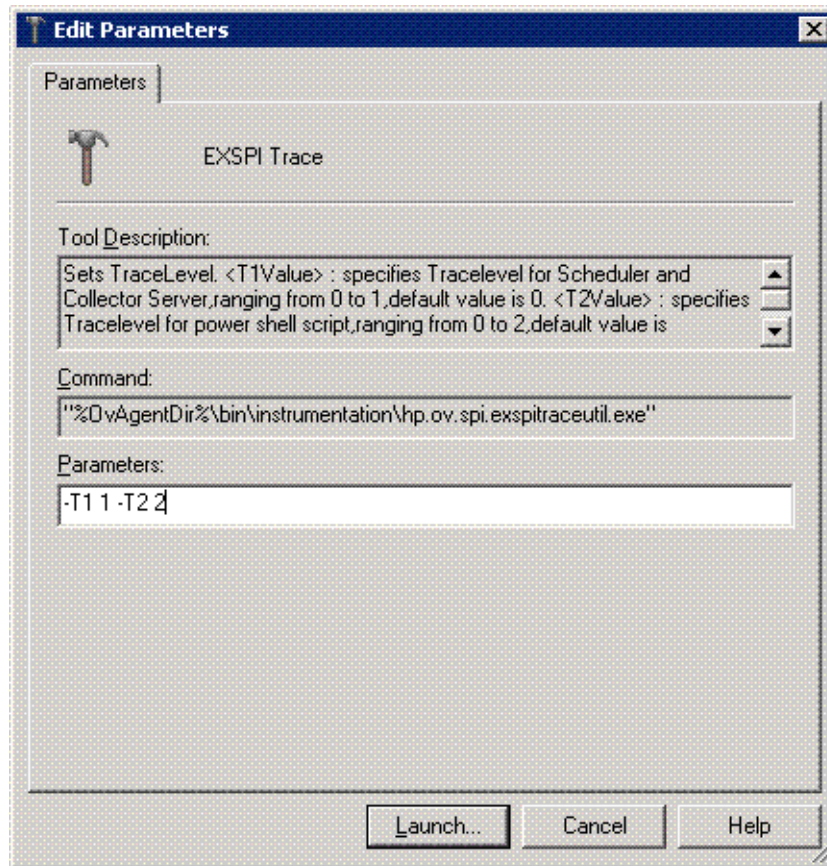 Edit Parameters
Parameters
EXSPI Trace
Tool Description:
Sets TraceLevel. <T1Value> : specifies Tracelevel for Scheduler and
Collector Server,ranging from 0 to 1,default value is 0. <T2Value> : specifies
Tracelevel for power shell script,ranging from 0 to 2,default value is
Command:
"%OvAgentDir%\bin\instrumentation\hp.ov.spi.exspitraceutil.exe"
Parameters:
-T1 1 -T2 2
Launch... Cancel Help